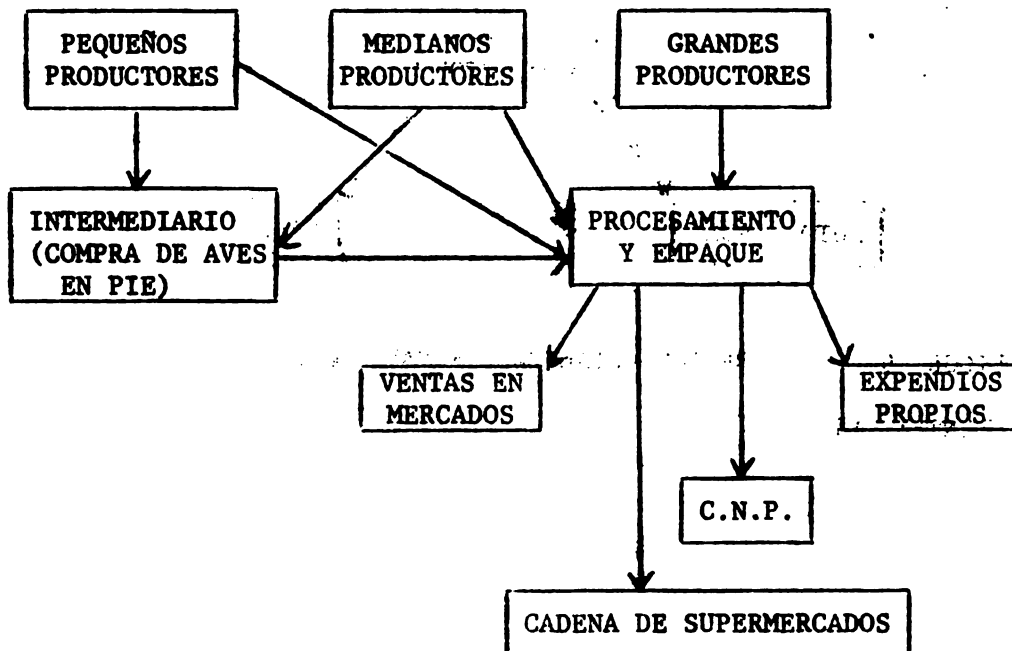 PEQUEÑOS
PRODUCTORES
MEDIANOS
PRODUCTORES
GRANDES
PRODUCTORES
INTERMEDIARIO
(COMPRA DE AVES
EN PIE)
PROCESAMIENTO
Y EMPAQUE
VENTAS EN
MERCADOS
EXPENDIOS
PROPIOS
C.N.P.
CADENA DE SUPERMERCADOS